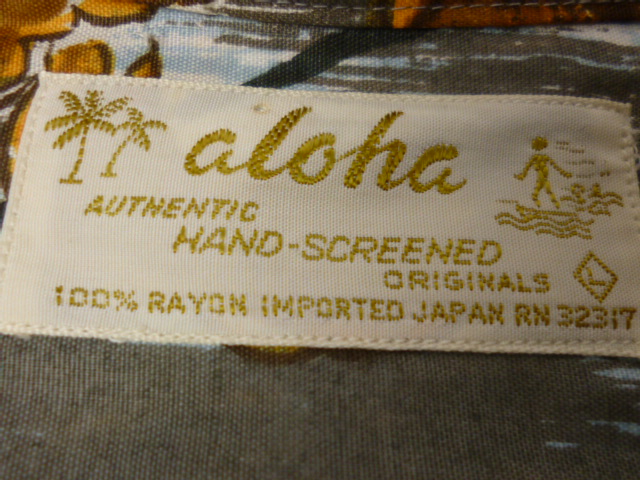 aloha
AUTHENTIC
HAND-SCREENED
ORIGINALS
L
100% RAYON IMPORTED JAPAN RN 32317